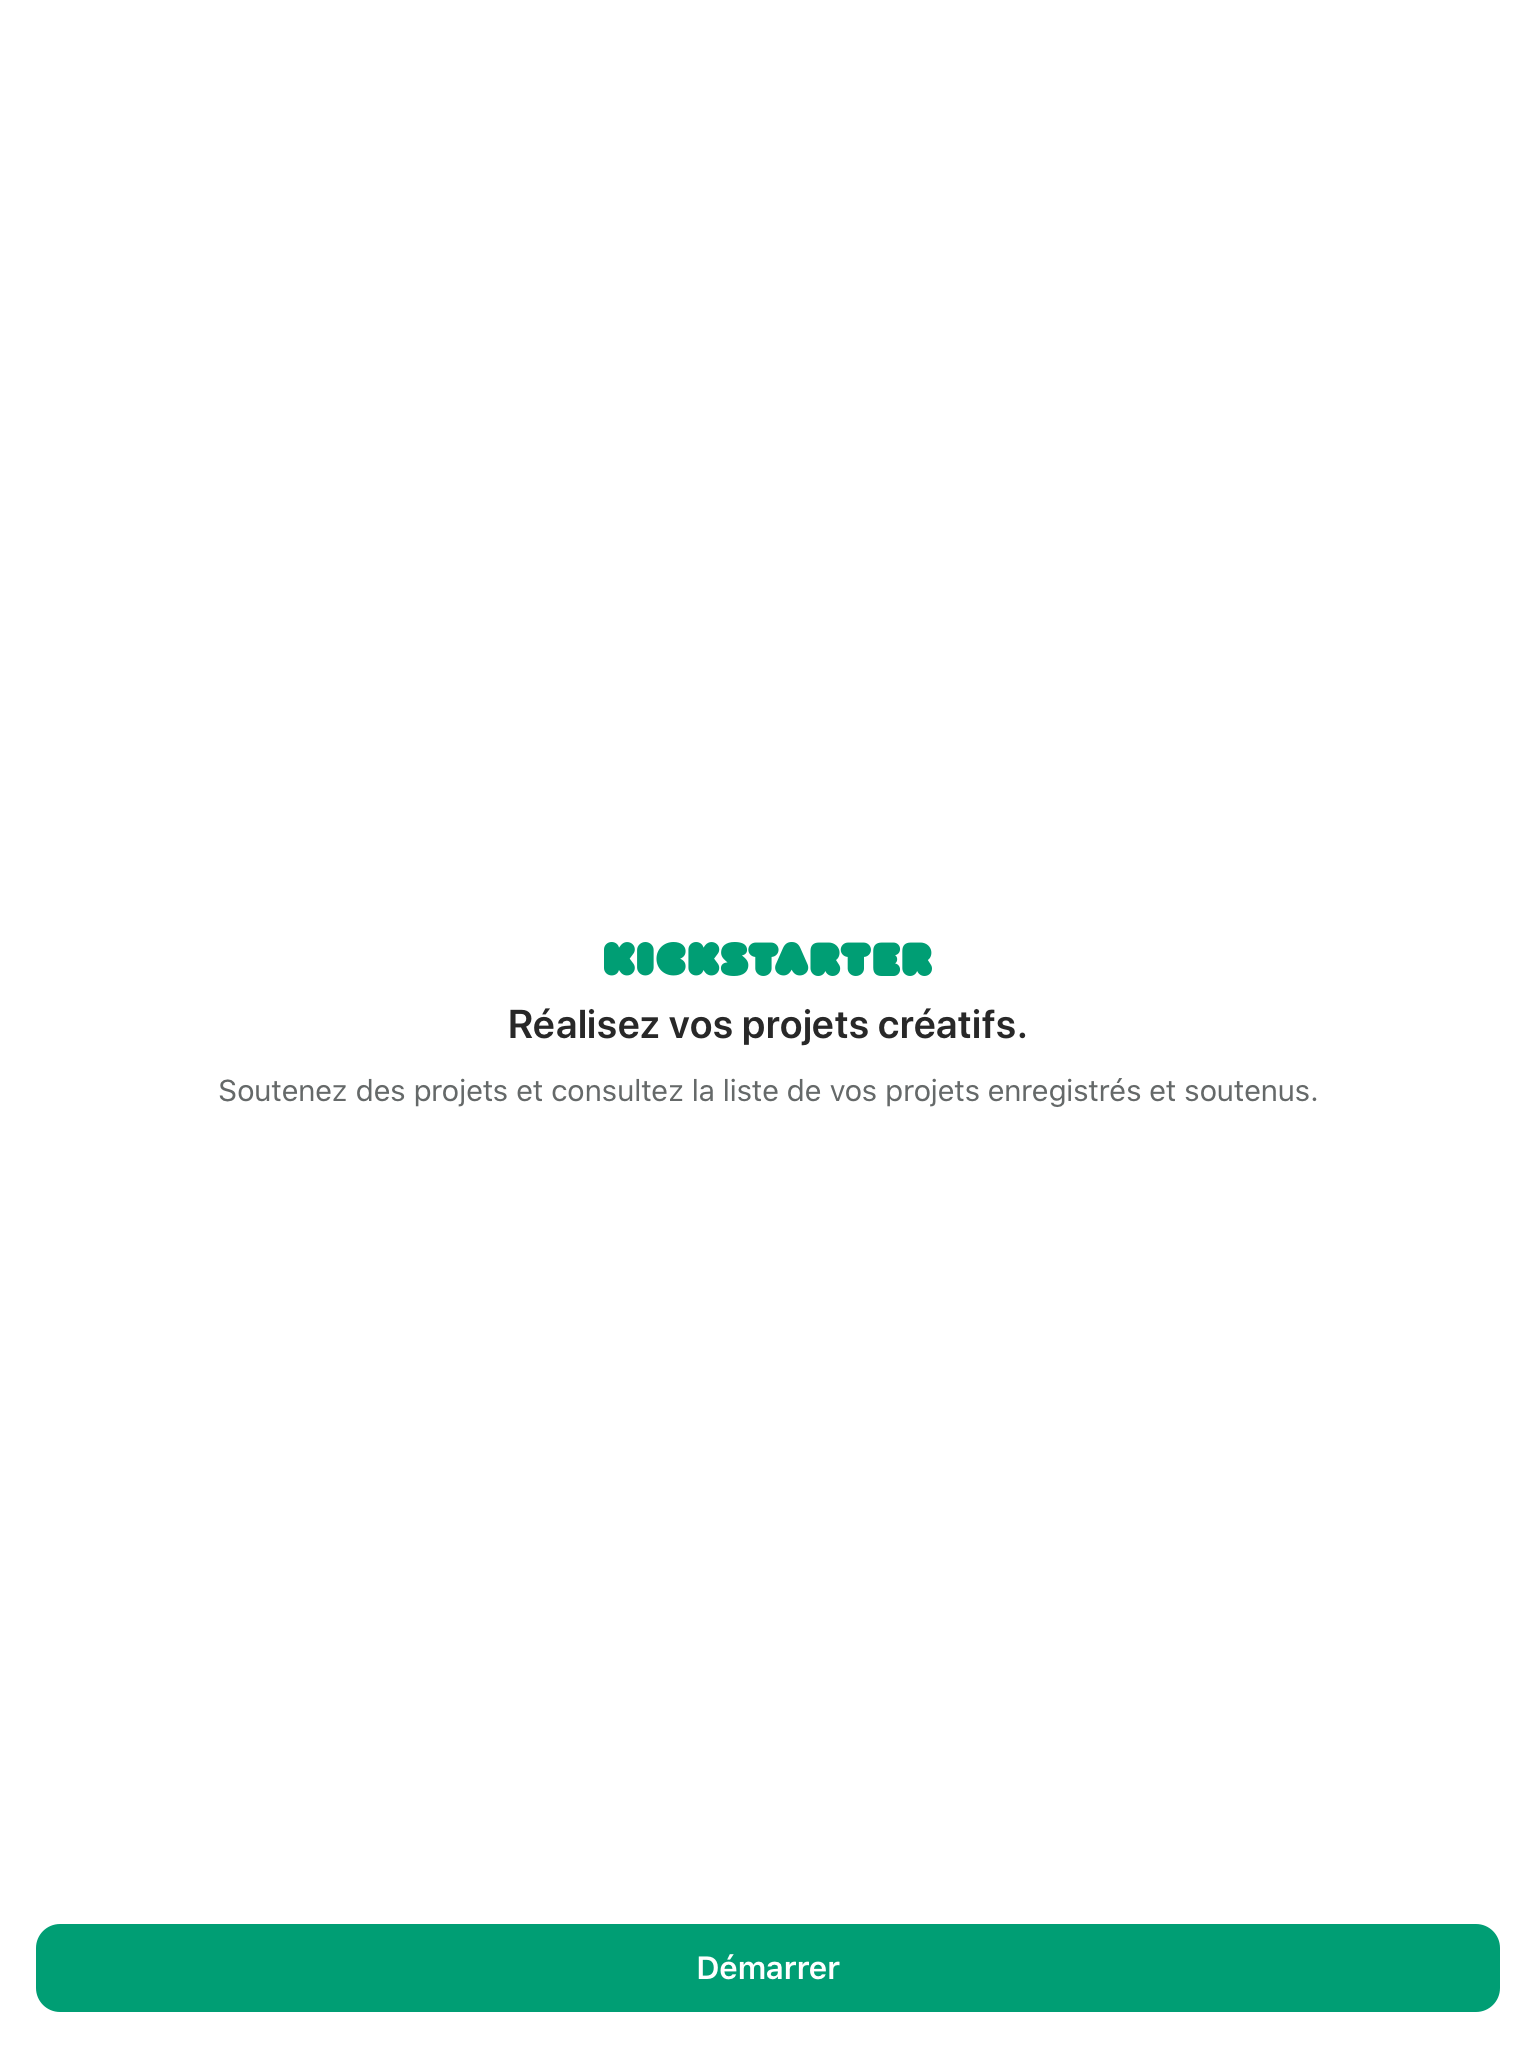 KICKSTARTER
Réalisez vos projets créatifs.
Soutenez des projets et consultez la liste de vos projets enregistrés et soutenus.
Démarrer